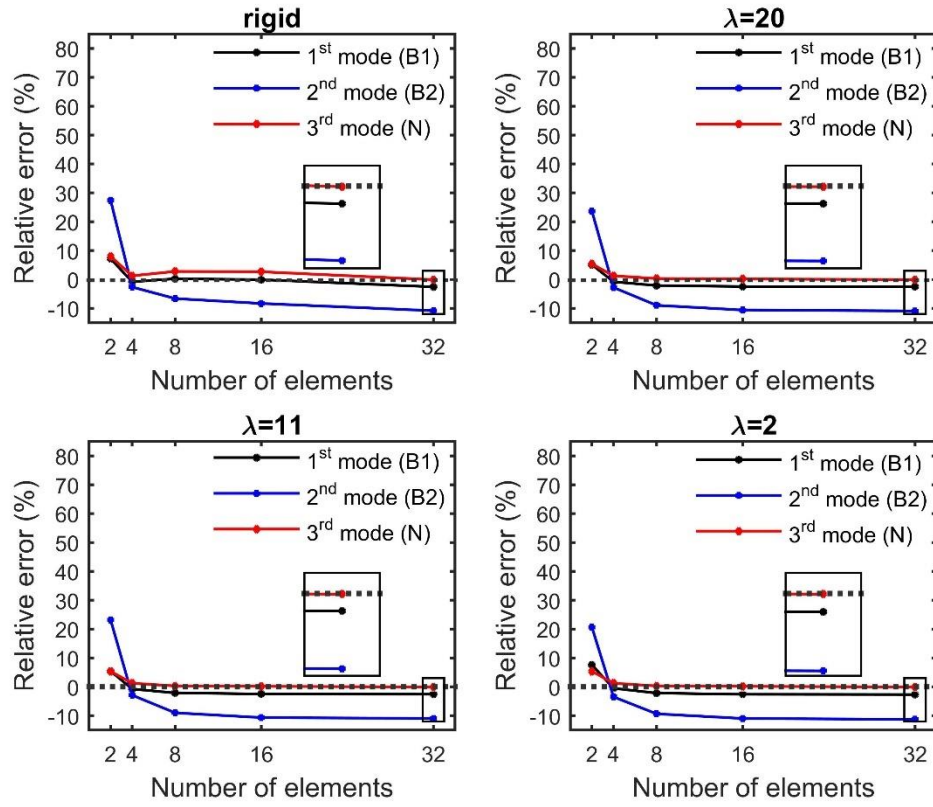 rigid
80
70
60
50
40
30
20
10
0
-10
Relative error (%)
1st mode (B1)
2nd mode (B2)
3rd mode (N)
2 4 8 16 32
Number of elements
λ=20
80
70
60
50
40
30
20
10
0
-10
Relative error (%)
1st mode (B1)
2nd mode (B2)
3rd mode (N)
2 4 8 16 32
Number of elements
λ=11
80
70
60
50
40
30
20
10
0
-10
Relative error (%)
1st mode (B1)
2nd mode (B2)
3rd mode (N)
2 4 8 16 32
Number of elements
λ=2
80
70
60
50
40
30
20
10
0
-10
Relative error (%)
1st mode (B1)
2nd mode (B2)
3rd mode (N)
2 4 8 16 32
Number of elements